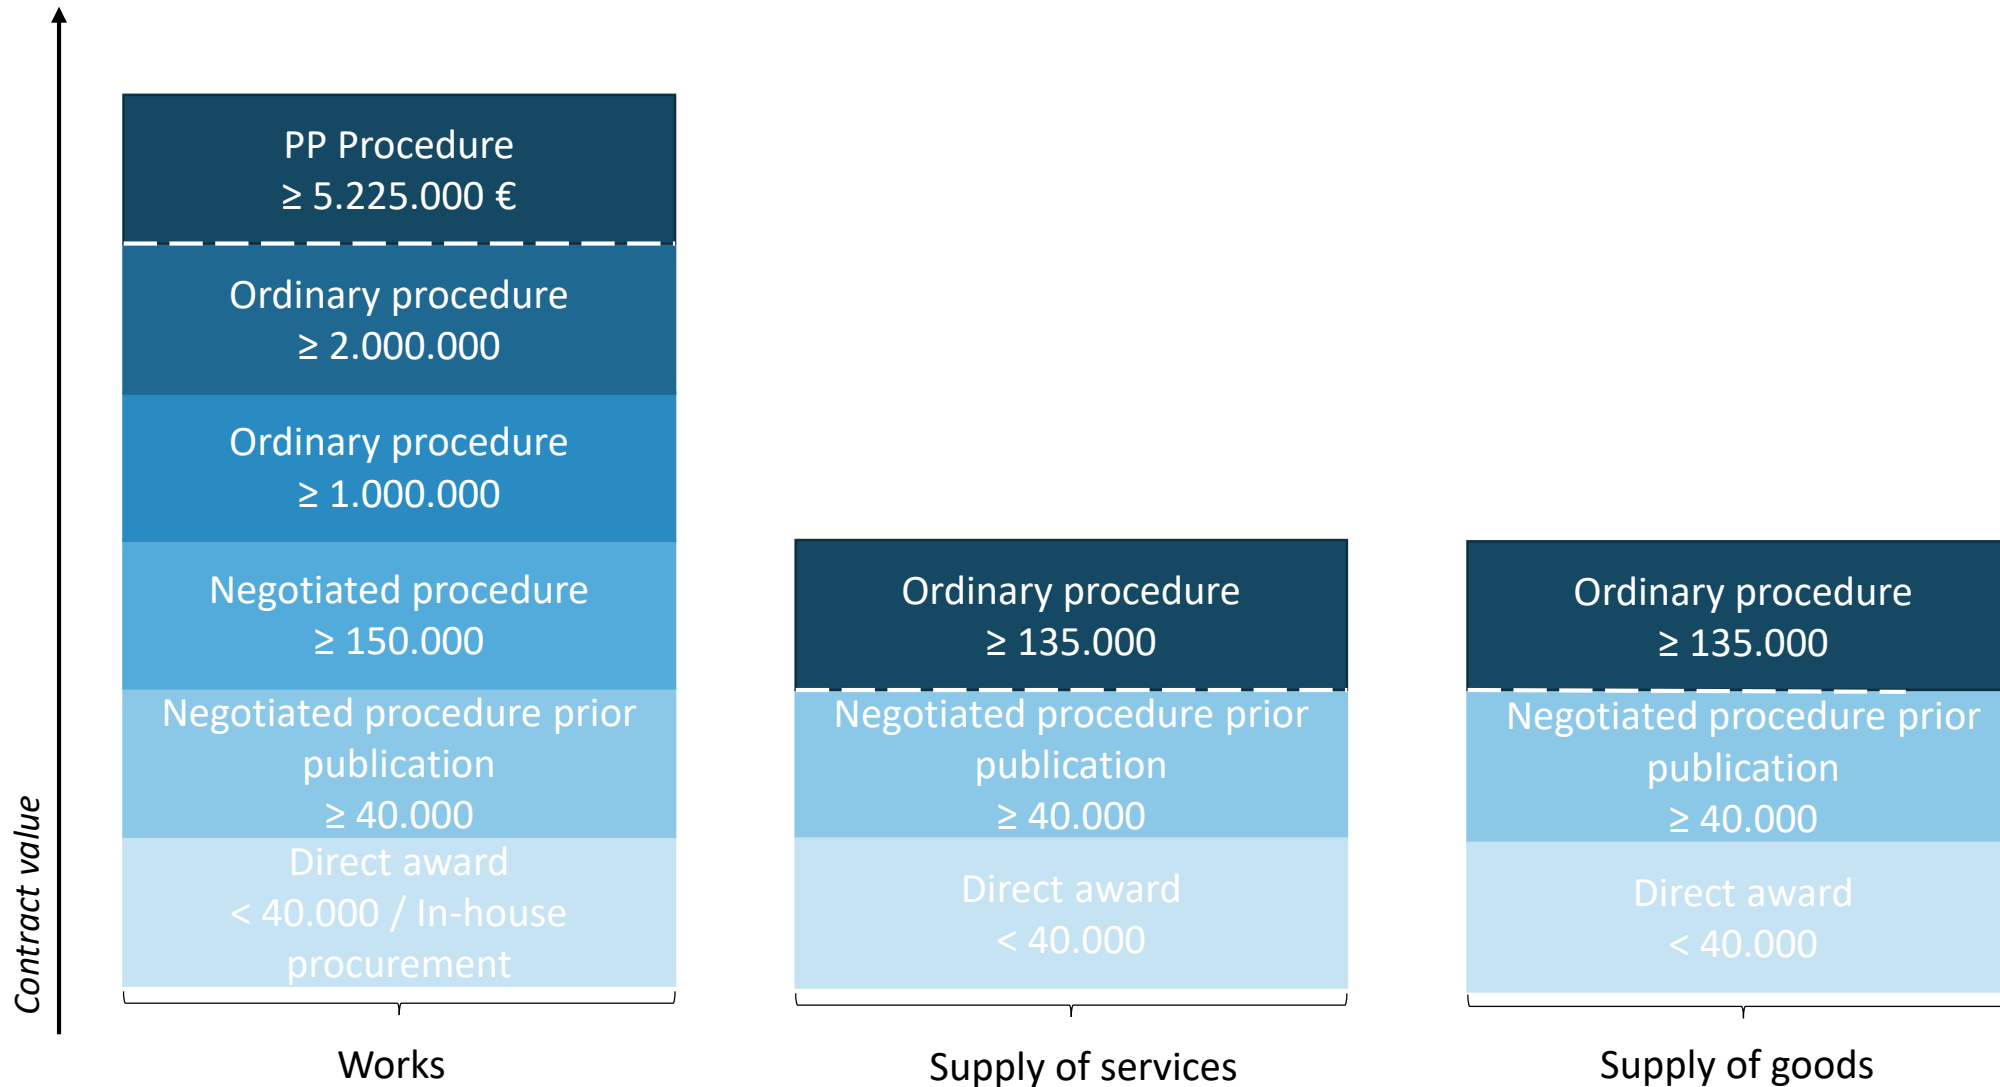 PP Procedure
≥ 5.225.000 €
Ordinary procedure
≥ 2.000.000
Ordinary procedure
≥ 1.000.000
Negotiated procedure
≥ 150.000
Negotiated procedure prior
publication
≥ 40.000
Direct award
< 40.000 / In-house
procurement
Works
Ordinary procedure
≥ 135.000
Negotiated procedure prior
publication
≥ 40.000
Direct award
< 40.000
Supply of services
Ordinary procedure
≥ 135.000
Negotiated procedure prior
publication
≥ 40.000
Direct award
< 40.000
Supply of goods
Contract value